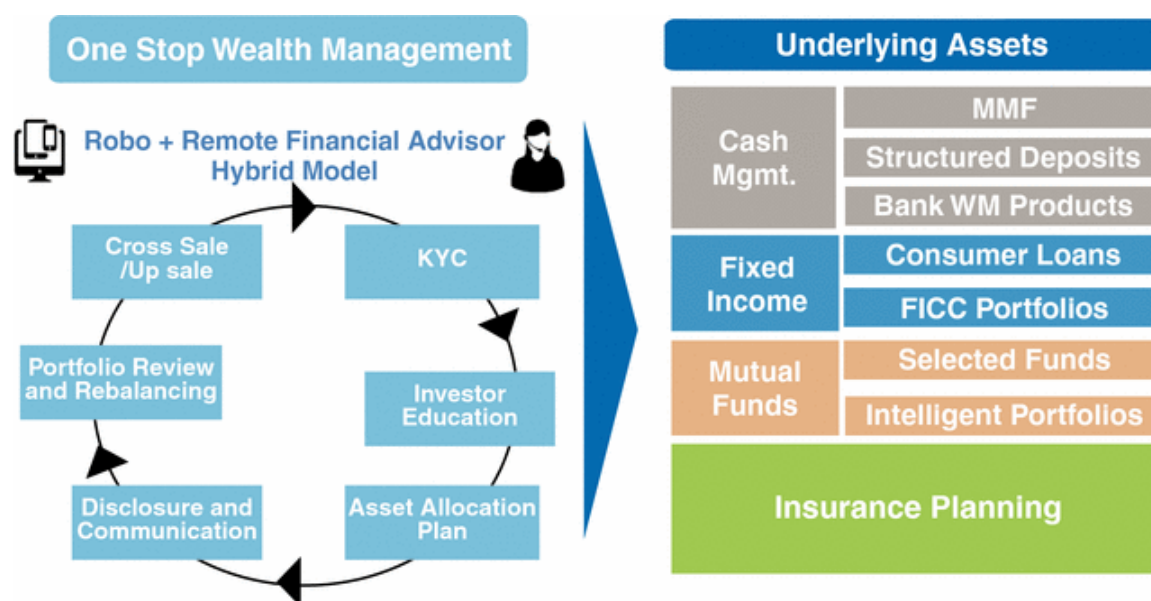 One Stop Wealth Management
Robo + Remote Financial Advisor
Hybrid Model
Cross Sale
/Up sale
KYC
Portfolio Review
and Rebalancing
Investor
Education
Disclosure and
Communication
Asset Allocation
Plan
Underlying Assets
Cash
Mgmt.
MMF
Structured Deposits
Bank WM Products
Fixed
Income
Consumer Loans
FICC Portfolios
Mutual
Funds
Selected Funds
Intelligent Portfolios
Insurance Planning